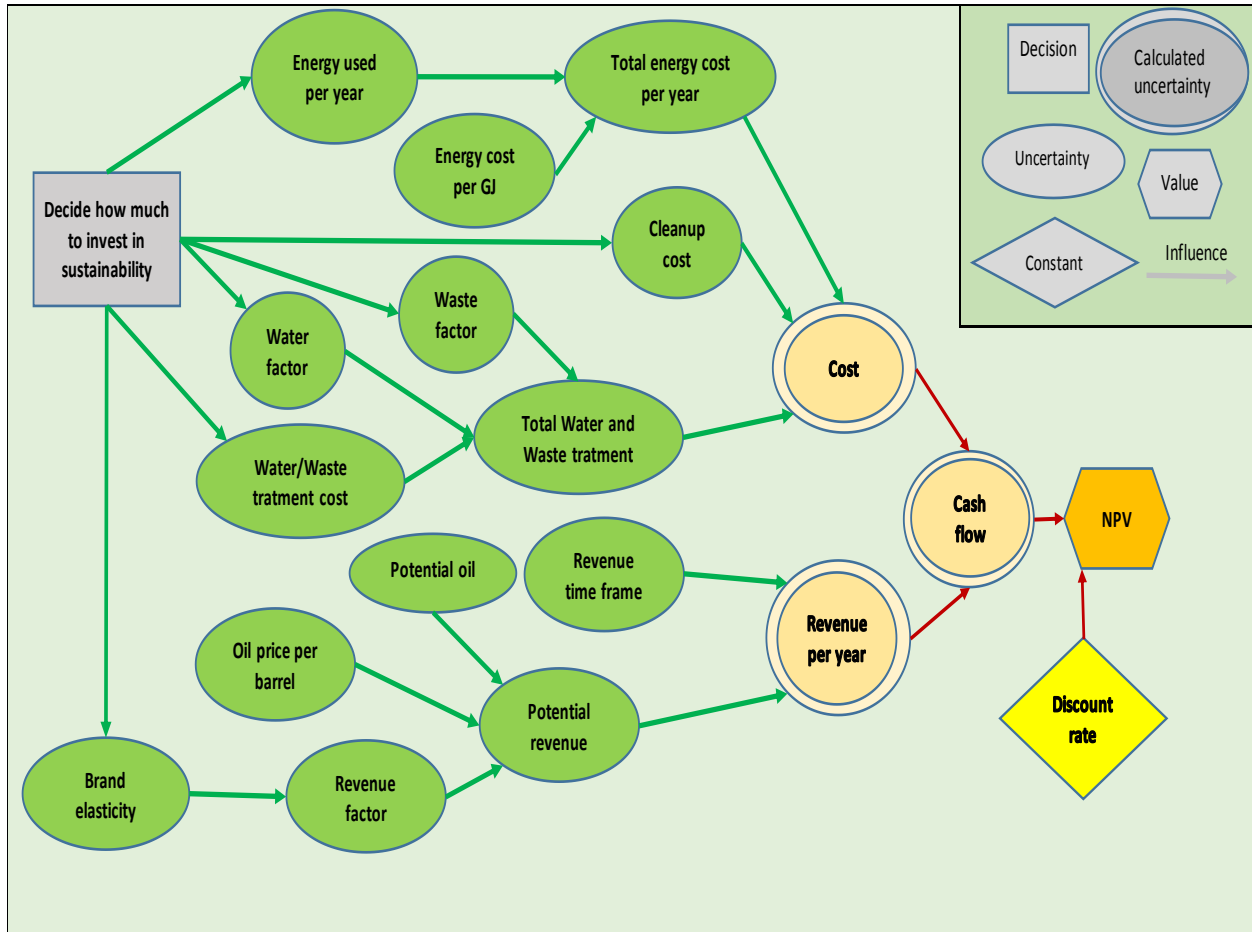 Energy used
per year
Total energy cost
per year
Energy cost
per GJ
Decide how much
to invest in
sustainability
Cleanup
cost
Waste
factor
Water
factor
Cost
Total Water and
Waste tratment
Water/Waste
tratment cost
Cash
flow
NPV
Potential oil
Revenue
time frame
Revenue
per year
Oil price per
barrel
Potential
revenue
Discount
rate
Brand
elasticity
Revenue
factor
Decision
Calculated
uncertainty
Uncertainty
Value
Constant
Influence